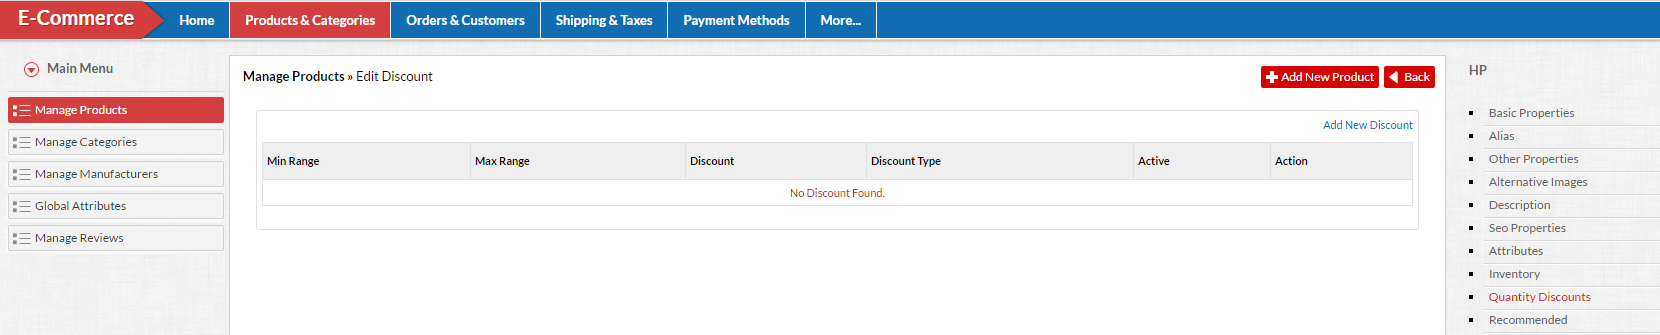 E-Commerce Home Products & Categories Orders & Customers Shipping & Taxes Payment Methods More...
Main Menu
Manage Products
Manage Categories
Manage Manufacturers
Global Attributes
Manage Reviews
Manage Products » Edit Discount Add New Product Back
Add New Discount
Min Range Max Range Discount Discount Type Active Action
No Discount Found.
HP
Basic Properties
Alias
Other Properties
Alternative Images
Description
Seo Properties
Attributes
Inventory
Quantity Discounts
Recommended